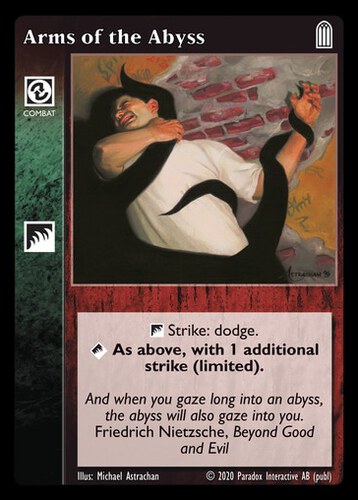 Arms of the Abyss
COMBAT
ASTRACHAN 98
Strike: dodge.
As above, with 1 additional
strike (limited).
And when you gaze long into an abyss,
the abyss will also gaze into you.
Friedrich Nietzsche, Beyond Good
and Evil
Illus: Michael Astrachan © 2020 Paradox Interactive AB (publ)